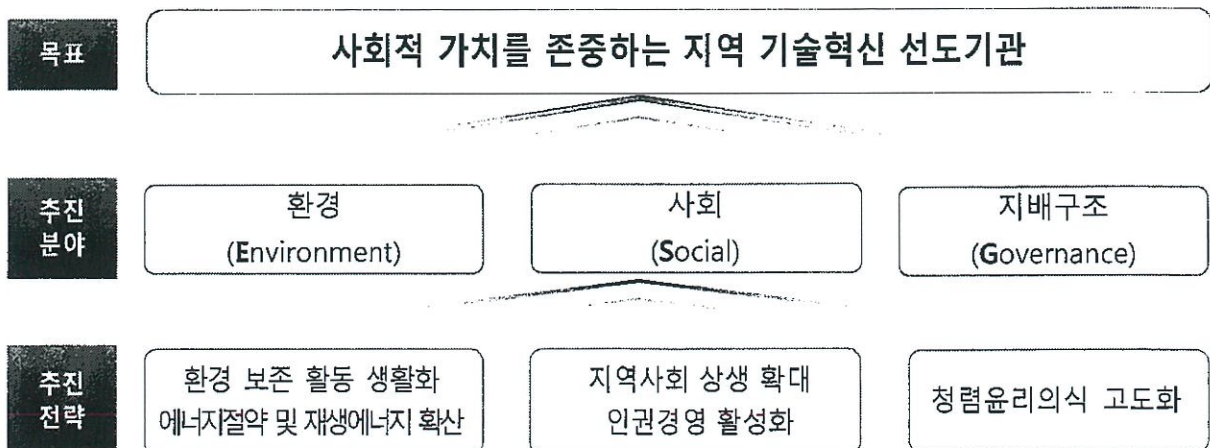 목표
사회적 가치를 존중하는 지역 기술혁신 선도기관
추진
분야
환경
(Environment)
사회
(Social)
지배구조
(Governance)
추진
전략
환경 보존 활동 생활화
에너지절약 및 재생에너지 확산
지역사회 상생 확대
인권경영 활성화
청렴윤리의식 고도화